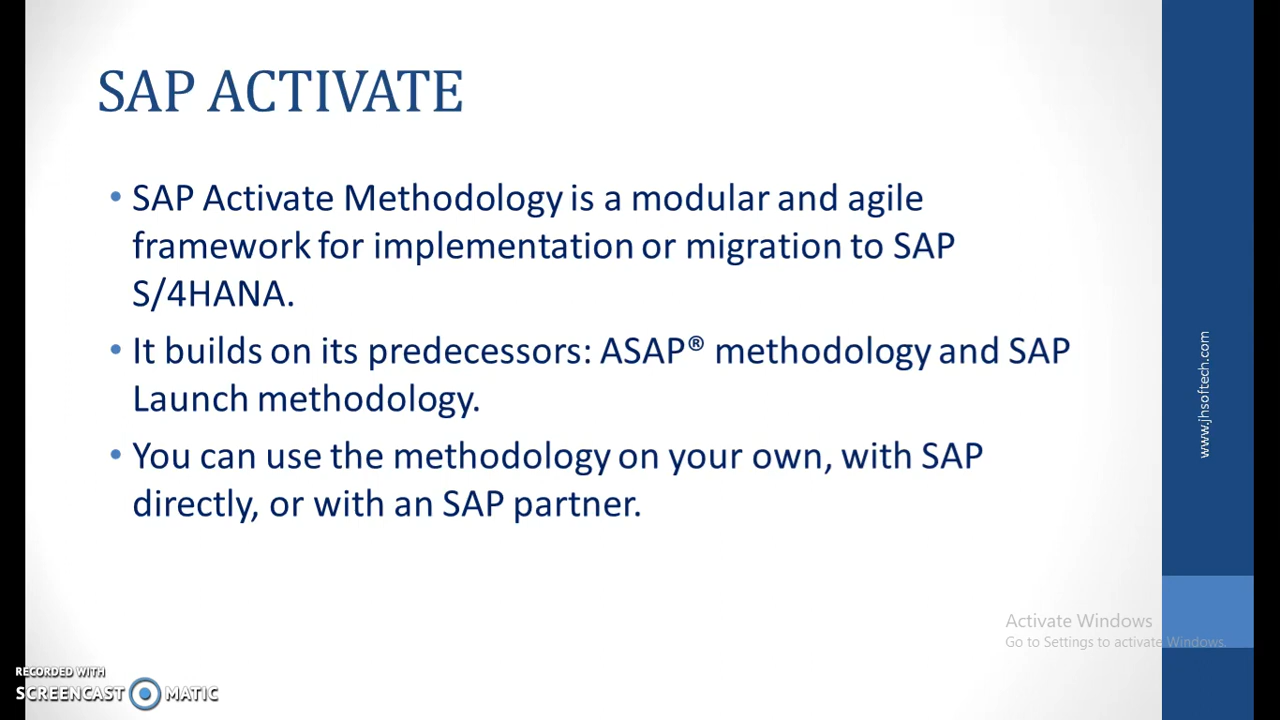 SAP ACTIVATE
• SAP Activate Methodology is a modular and agile
framework for implementation or migration to SAP
S/4HANA.
• It builds on its predecessors: ASAP® methodology and SAP
Launch methodology.
• You can use the methodology on your own, with SAP
directly, or with an SAP partner.
www.jhsoftech.com
Activate Windows
Go to Settings to activate Windows.
RECORDED WITH
SCREENCAST MATIC